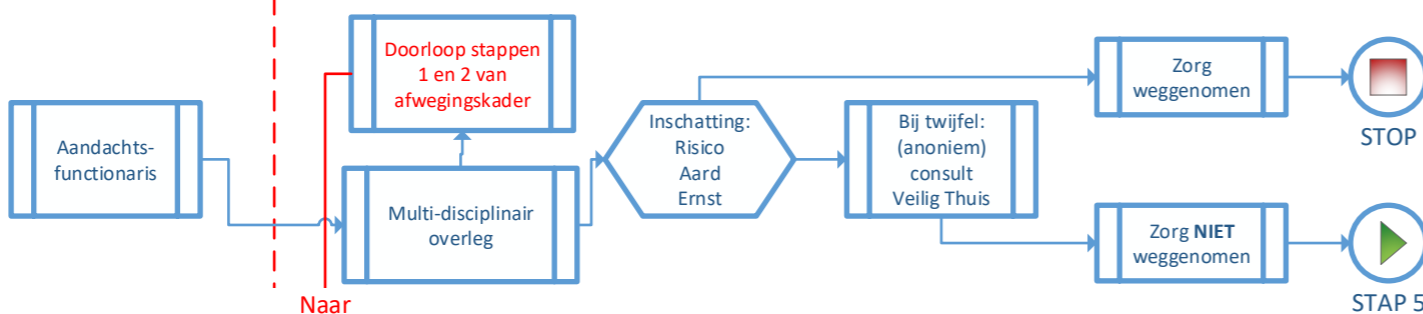 Aandachts-
functionaris
Doorloop stappen
1 en 2 van
afwegingskader
Multi-disciplinair
overleg
Naar
Inschatting:
Risico
Aard
Ernst
Bij twijfel:
(anoniem)
consult
Veilig Thuis
Zorg
weggenomen
STOP
Zorg NIET
weggenomen
STAP 5